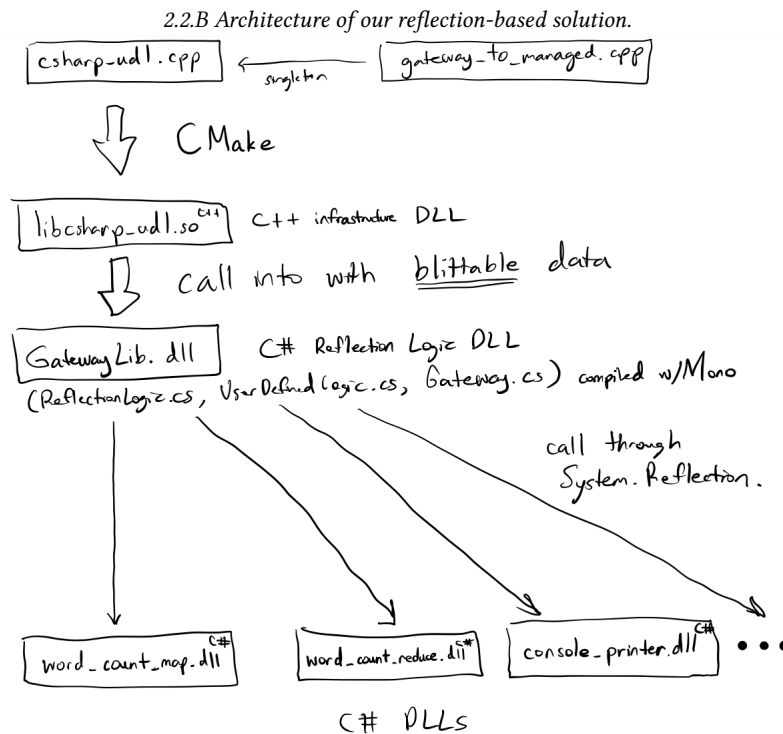 2.2.B Architecture of our reflection-based solution.
csharp-udl.cpp
singleton
gateway_to_managed.cpp
CMake
libcsharp-udl.so C++
C++ infrastructure DLL
call into with blittable data
GatewayLib.dll
C# Reflection Logic DLL
(ReflectionLogic.cs, UserDefinedLogic.cs, Gateway.cs) compiled w/Mono
call through
System.Reflection.
word_count_map.dll C#
word_count_reduce.dll C#
console_printer.dll C#
C# DLLs